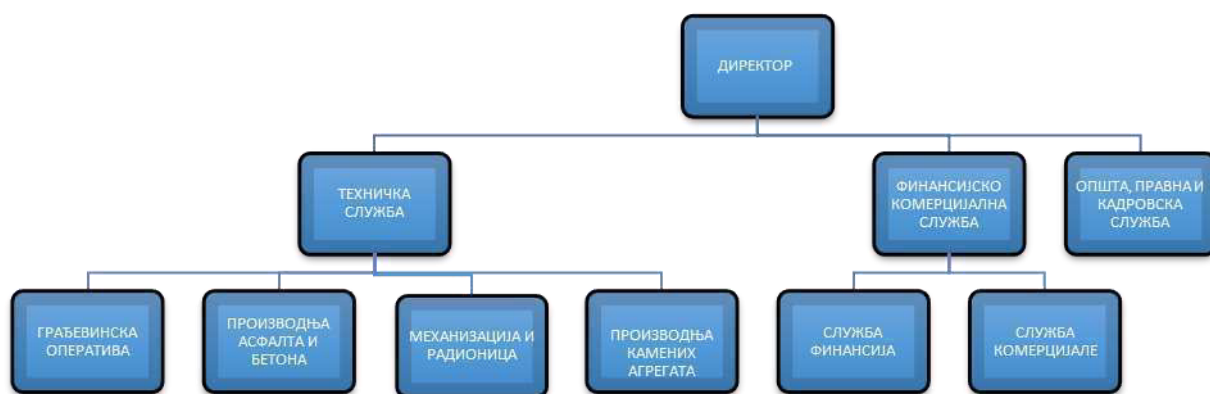 ДИРЕКТОР
ТЕХНИЧКА
СЛУЖБА
ФИНАНСИЈСКО
КОМЕРЦИЈАЛНА
СЛУЖБА
ОПШТА, ПРАВНА И
КАДРОВСКА
СЛУЖБА
ГРАЂЕВИНСКА
ОПЕРАТИВА
ПРОИЗВОДЊА
АСФАЛТА И
БЕТОНА
МЕХАНИЗАЦИЈА И
РАДИОНИЦА
ПРОИЗВОДЊА
КАМЕНИХ
АГРЕГАТА
СЛУЖБА
ФИНАНСИЈА
СЛУЖБА
КОМЕРЦИЈАЛЕ